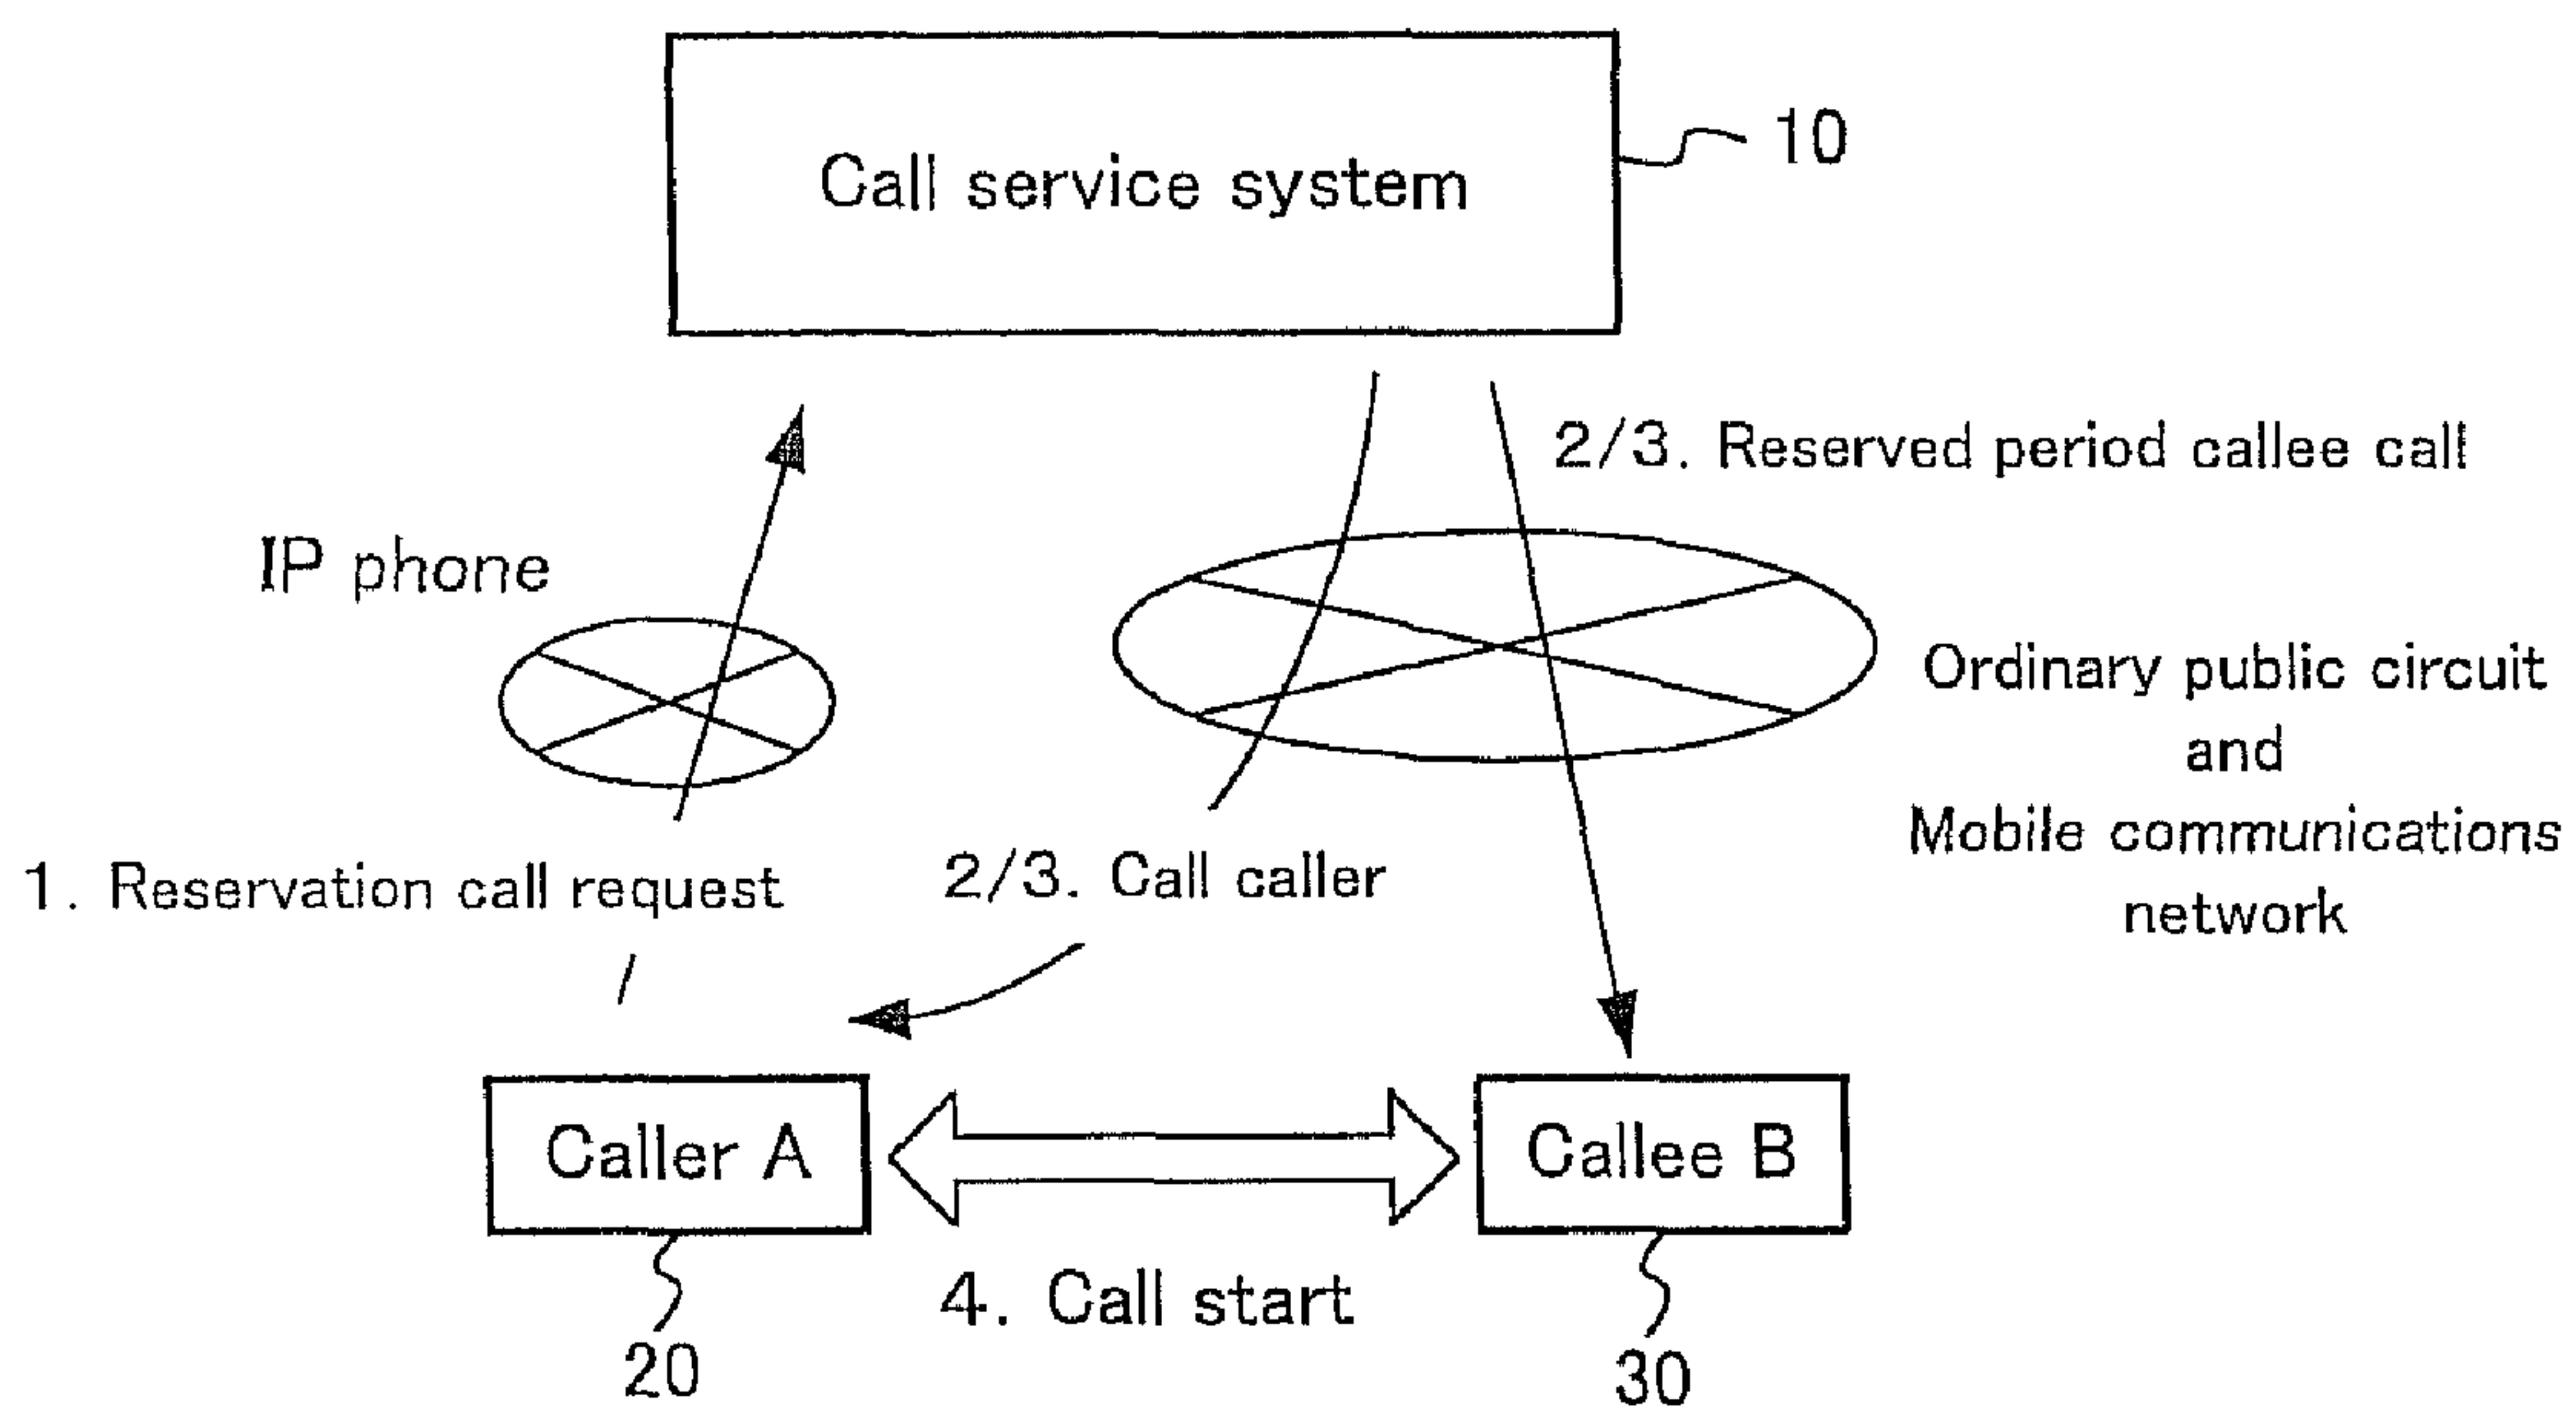 Call service system
10
2/3. Reserved period callee call
IP phone
Ordinary public circuit
and
Mobile communications
network
1. Reservation call request
2/3. Call caller
Caller A
Callee B
4. Call start
20
30